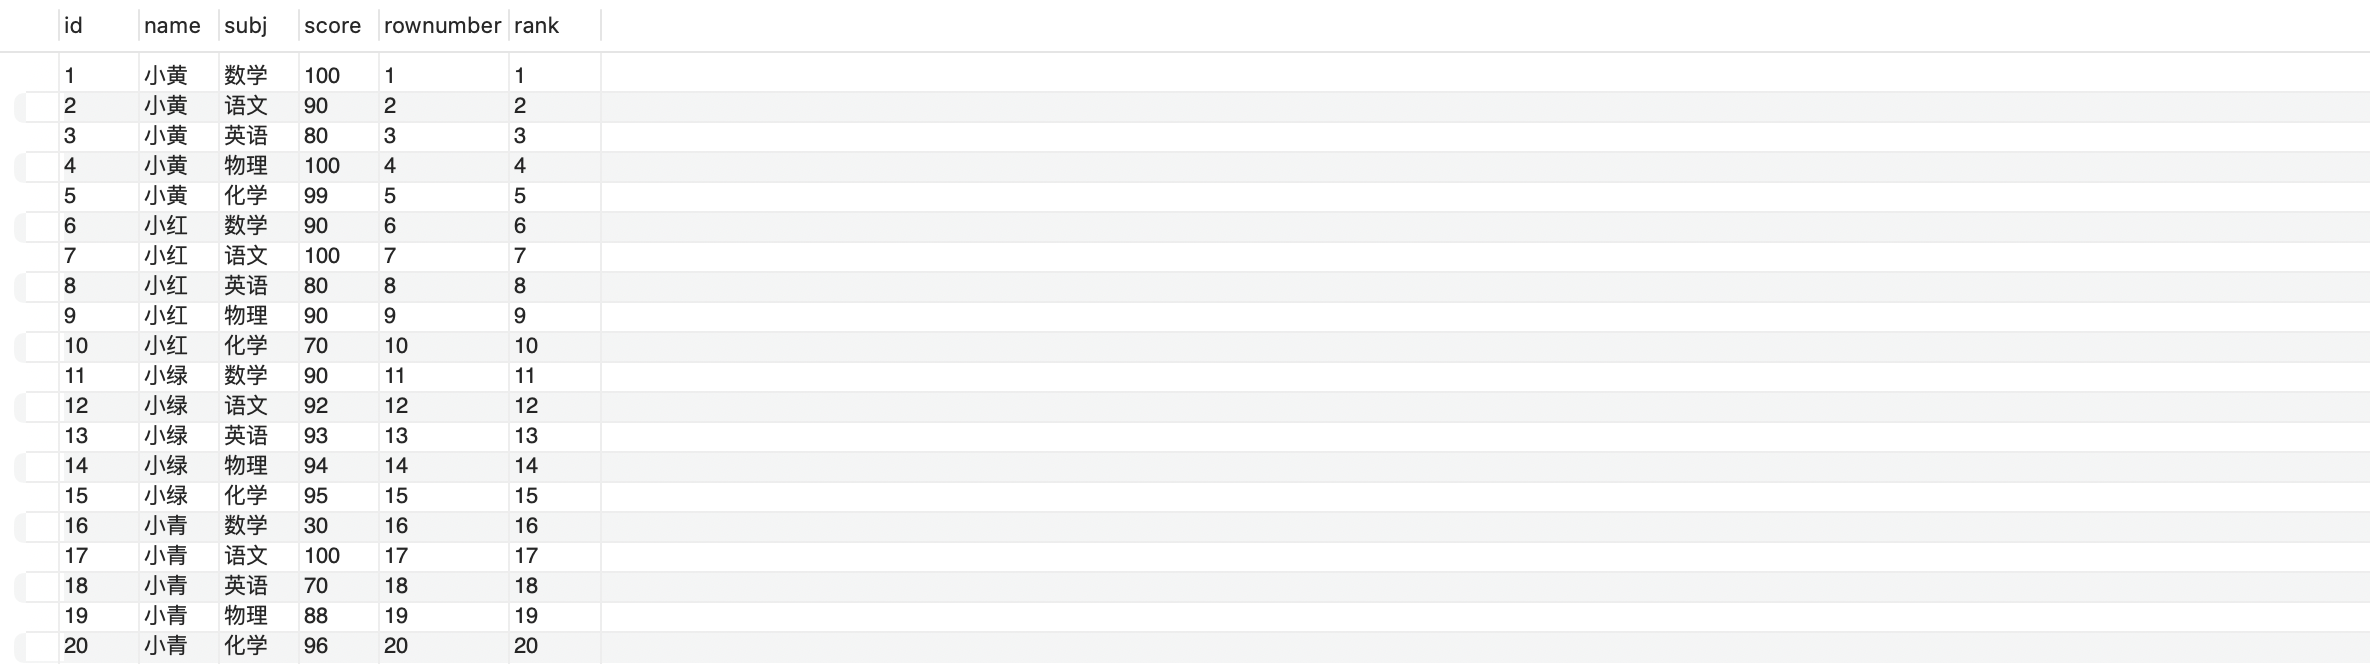 id name subj score rownumber rank
1 小黄 数学 100 1 1
2 小黄 语文 90 2 2
3 小黄 英语 80 3 3
4 小黄 物理 100 4 4
5 小黄 化学 99 5 5
6 小红 数学 90 6 6
7 小红 语文 100 7 7
8 小红 英语 80 8 8
9 小红 物理 90 9 9
10 小红 化学 70 10 10
11 小绿 数学 90 11 11
12 小绿 语文 92 12 12
13 小绿 英语 93 13 13
14 小绿 物理 94 14 14
15 小绿 化学 95 15 15
16 小青 数学 30 16 16
17 小青 语文 100 17 17
18 小青 英语 70 18 18
19 小青 物理 88 19 19
20 小青 化学 96 20 20